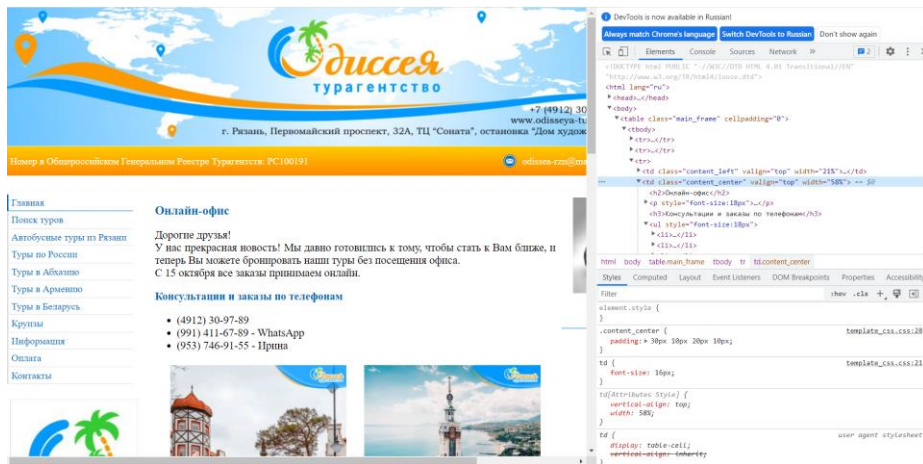 Одиссея
турагентство
+7 (4912) 30
www.odisseya-tu
г. Рязань, Первомайский проспект, 32А, ТЦ "Соната", остановка "Дом худож
Номер в Общероссийском Генеральном Реестре Турагентств: РС100191
odissea-rzn@ma
Главная
Поиск туров
Автобусные туры из Рязани
Туры по России
Туры в Абхазию
Туры в Армению
Туры в Беларусь
Круизы
Информация
Оплата
Контакты
Онлайн-офис
Дорогие друзья!
У нас прекрасная новость! Мы давно готовились к тому, чтобы стать к Вам ближе, и
теперь Вы можете бронировать наши туры без посещения офиса.
С 15 октября все заказы принимаем онлайн.
Консультации и заказы по телефонам
• (4912) 30-97-89
• (991) 411-67-89 - WhatsApp
• (953) 746-91-55 - Ирина
Одиссея
Одиссея
DevTools is now available in Russian!
Always match Chrome's language Switch DevTools to Russian Don't show again
Elements Console Sources Network » 2
<!DOCTYPE html PUBLIC "-//W3C//DTD HTML 4.01 Transitional//EN"
"http://www.w3.org/TR/html4/loose.dtd">
<html lang="ru">
<head>…</head>
<body>
<table class="main_frame" cellpadding="0">
<tbody>
<tr>…</tr>
<tr>…</tr>
<tr>
<td class="content_left" valign="top" width="21%">…</td>
<td class="content_center" valign="top" width="58%"> == $0
<h2>Онлайн-офис</h2>
<p style="font-size:18px">…</p>
<h3>Консультации и заказы по телефонам</h3>
<ul style="font-size:18px">
<li>…</li>
<li>…</li>
html body table.main_frame tbody tr td.content_center
Styles Computed Layout Event Listeners DOM Breakpoints Properties Accessibility
Filter :hov .cls +
element.style {
}
.content_center { template_css.css:28
padding: 30px 10px 20px 10px;
}
td { template_css.css:21
font-size: 16px;
}
td[Attributes Style] {
vertical-align: top;
width: 58%;
}
td { user agent stylesheet
display: table-cell;
vertical-align: inherit;
}